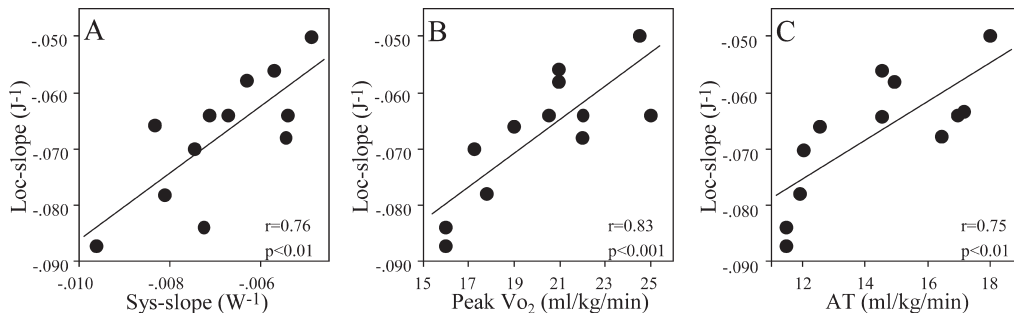 A
Loc-slope (J-1)
-.050
-.060
-.070
-.080
-.090
r=0.76
p<0.01
-0.010
-.008
-.006
Sys-slope (W-1)
B
Loc-slope (J-1)
-.050
-.060
-.070
-.080
-.090
r=0.83
p<0.001
15 17 19 21 23 25
Peak Vo2 (ml/kg/min)
C
Loc-slope (J-1)
-.050
-.060
-.070
-.080
-.090
r=0.75
p<0.01
12 14 16 18
AT (ml/kg/min)